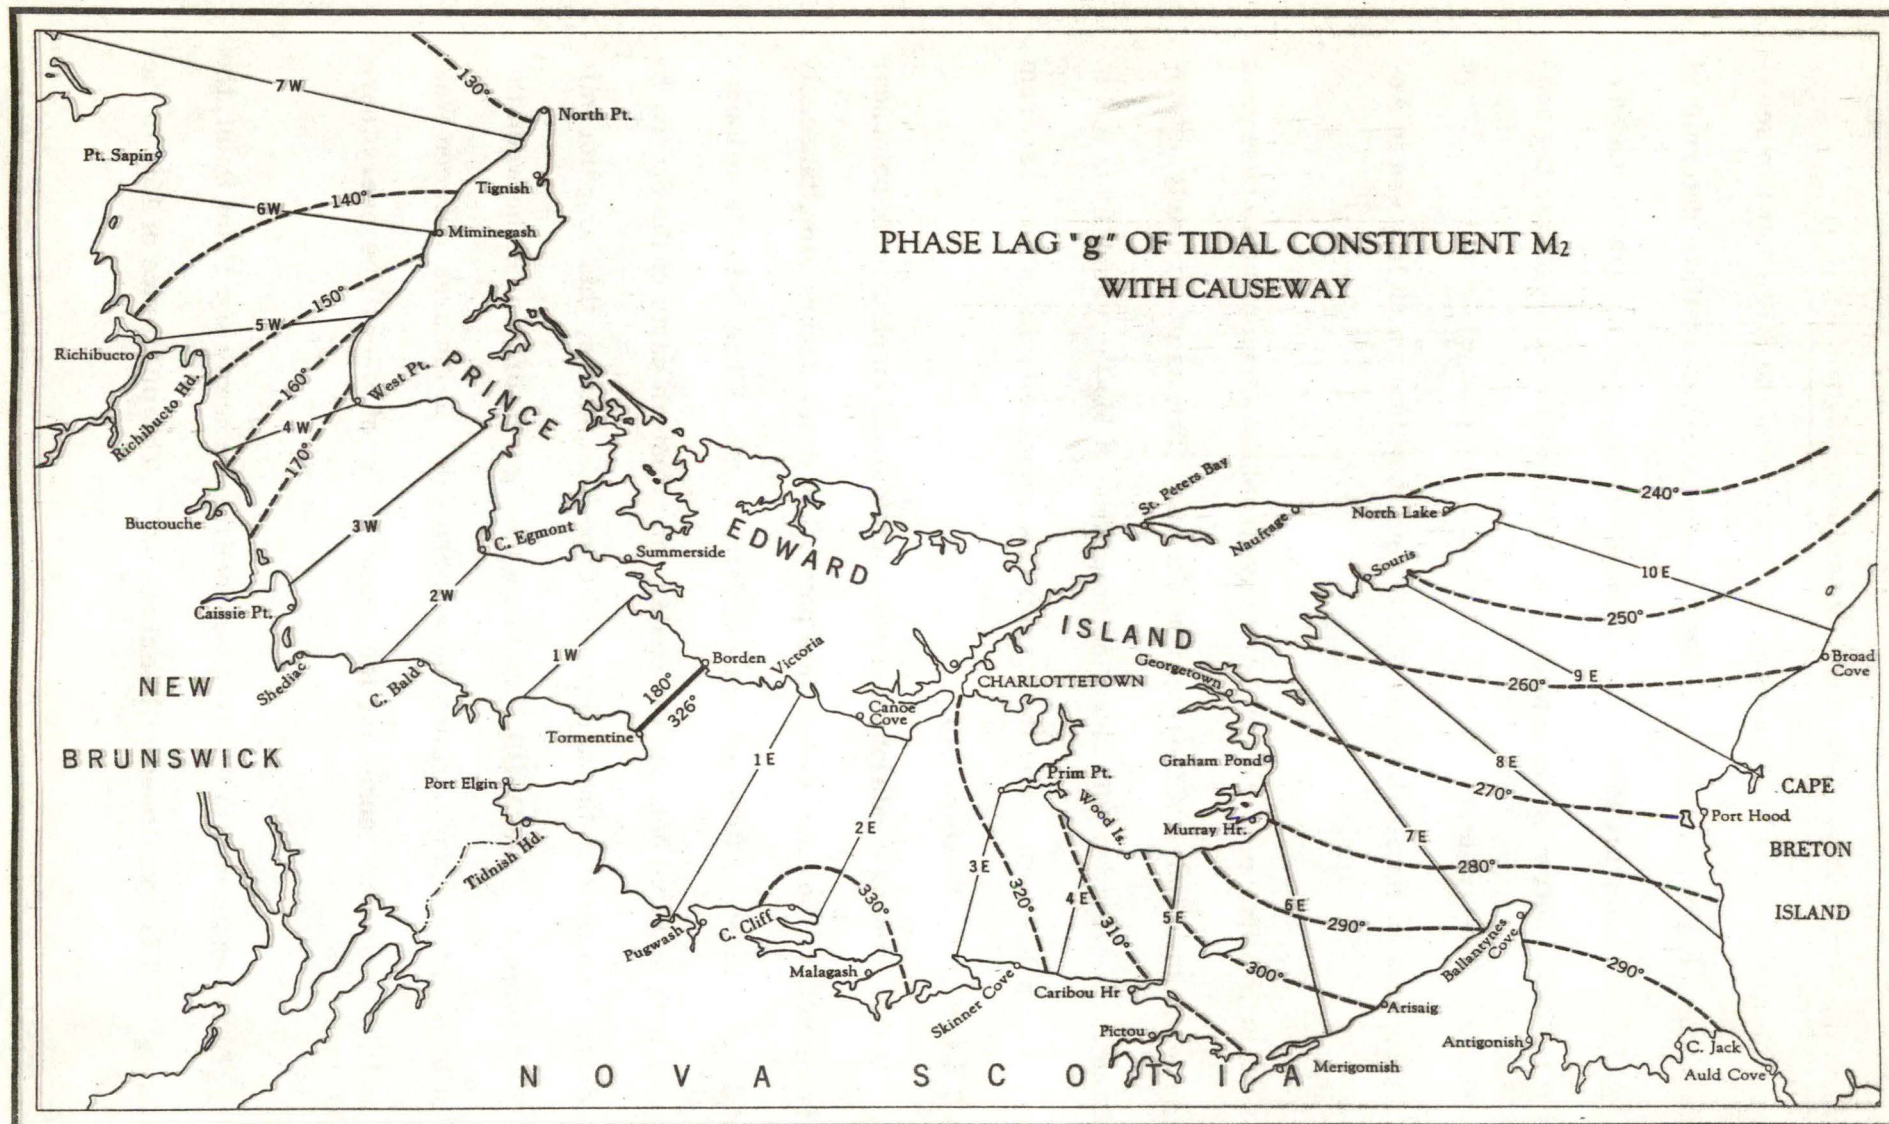 PHASE LAG "g" OF TIDAL CONSTITUENT M₂
WITH CAUSEWAY
7 W
130°
North Pt.
Pt. Sapin
Tignish
140°
6 W
Miminegash
150°
5 W
Richibucto
160°
West Pt.
Richibucto Hd.
4 W
170°
PRINCE
EDWARD
ISLAND
Buctouche
3 W
C. Egmont
Summerside
St. Peters Bay
Naufrage
North Lake
240°
Souris
10 E
250°
Caissie Pt.
2 W
1 W
Shediac
C. Bald
Borden
Victoria
180°
326°
Tormentine
Canoe
Cove
CHARLOTTETOWN
Georgetown
260°
9 E
Broad
Cove
NEW
BRUNSWICK
Port Elgin
Tidnish Hd.
1 E
2 E
Prim Pt.
Wood Is.
Graham Pond
Murray Hr.
8 E
270°
Port Hood
CAPE
BRETON
ISLAND
7 E
280°
3 E
320°
4 E
310°
5 E
6 E
290°
300°
330°
Pugwash
C. Cliff
Malagash
Skinner Cove
Caribou Hr
Pictou
Merigomish
Arisaig
Ballantynes
Cove
290°
Antigonish
C. Jack
Auld Cove
NOVA SCOTIA